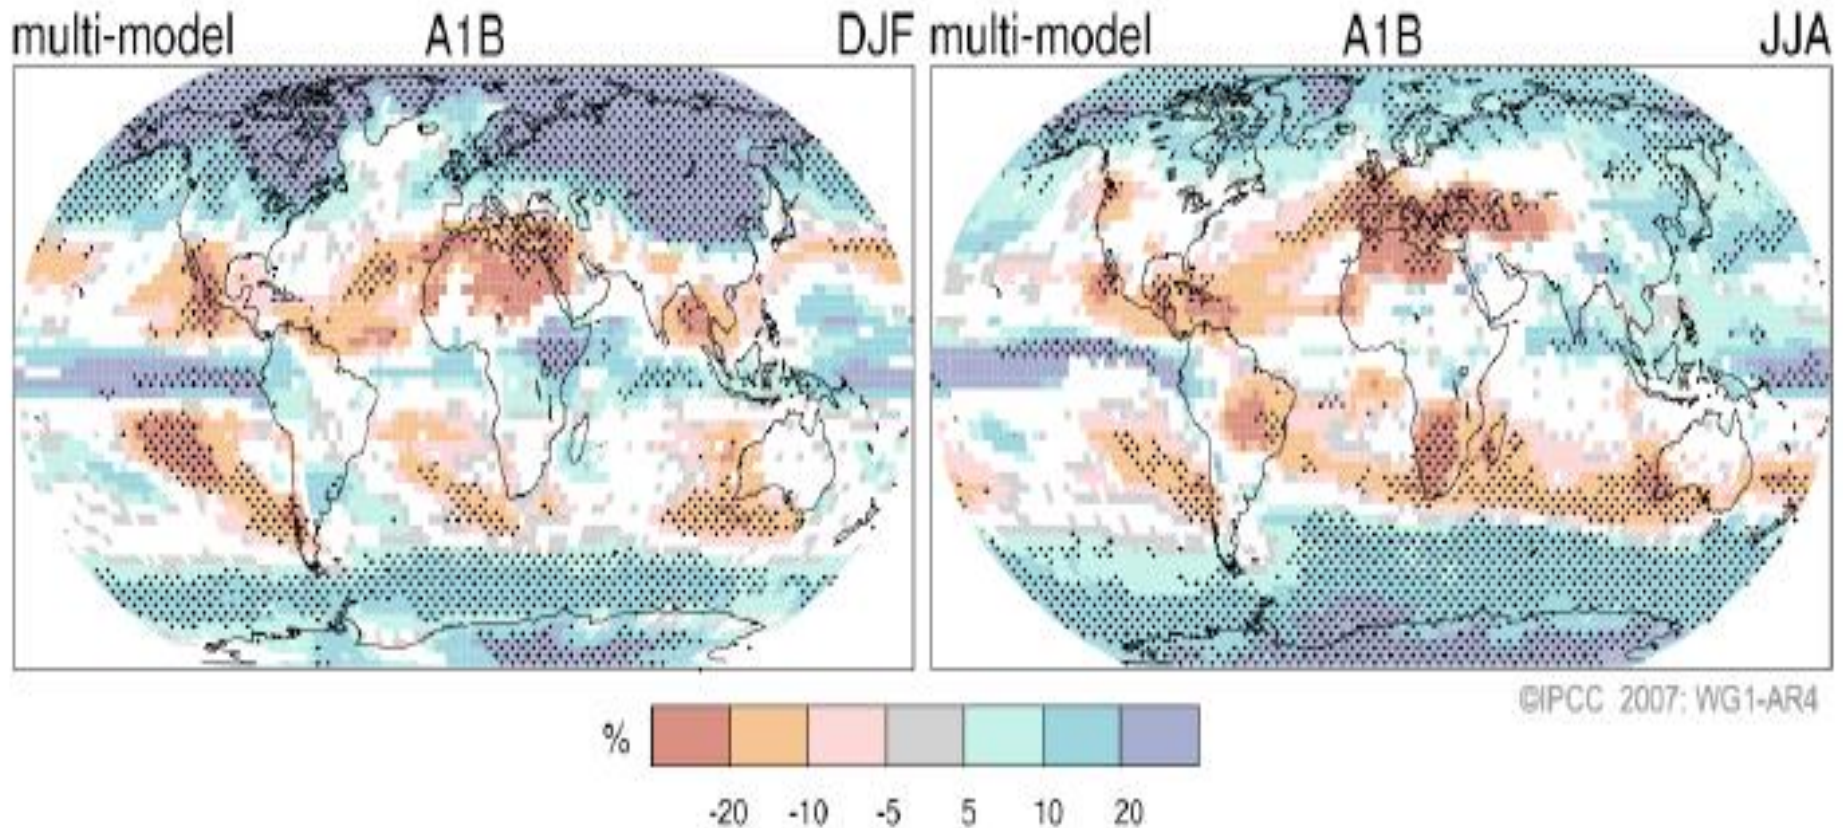 multi-model A1B DJF
multi-model A1B JJA
©IPCC 2007: WG1-AR4
%
-20 -10 -5 5 10 20